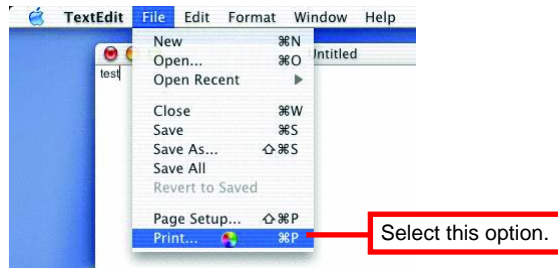 TextEdit File Edit Format Window Help
Untitled
test
New ⌘N
Open... ⌘O
Open Recent ▶
Close ⌘W
Save ⌘S
Save As... ⇧⌘S
Save All
Revert to Saved
Page Setup... ⇧⌘P
Print... ⌘P
Select this option.